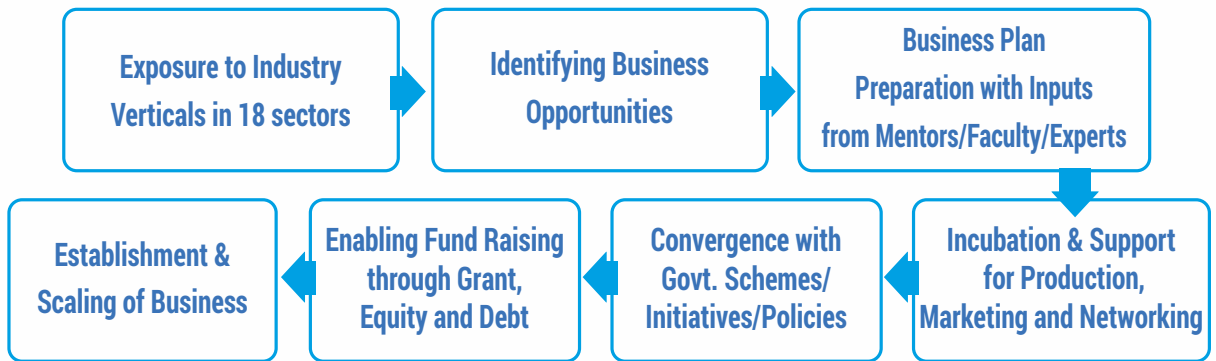 Exposure to Industry
Verticals in 18 sectors
Identifying Business
Opportunities
Business Plan
Preparation with Inputs
from Mentors/Faculty/Experts
Incubation & Support
for Production,
Marketing and Networking
Convergence with
Govt. Schemes/
Initiatives/Policies
Enabling Fund Raising
through Grant,
Equity and Debt
Establishment &
Scaling of Business